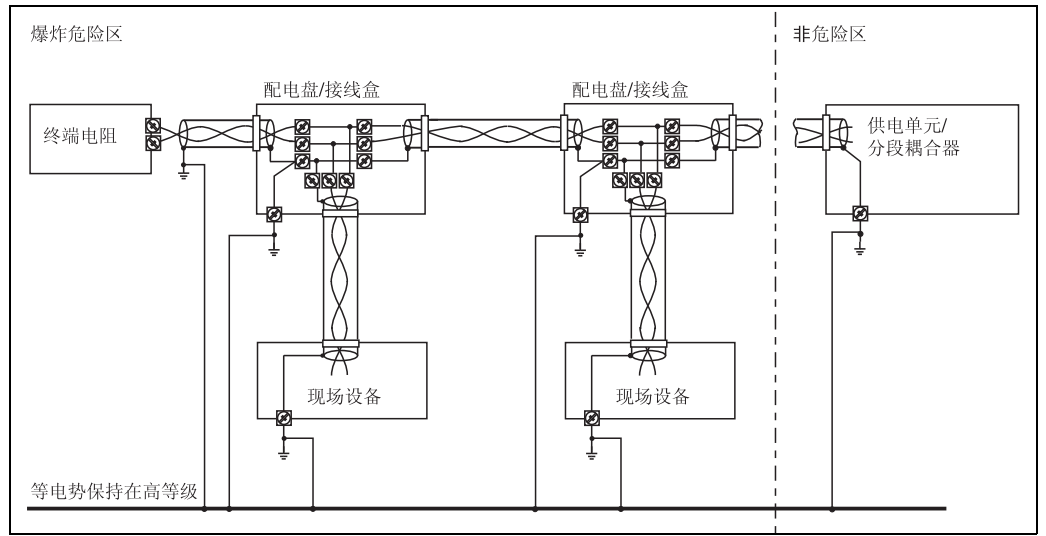 爆炸危险区
非危险区
配电盘/接线盒
配电盘/接线盒
终端电阻
供电单元/
分段耦合器
现场设备
现场设备
等电势保持在高等级